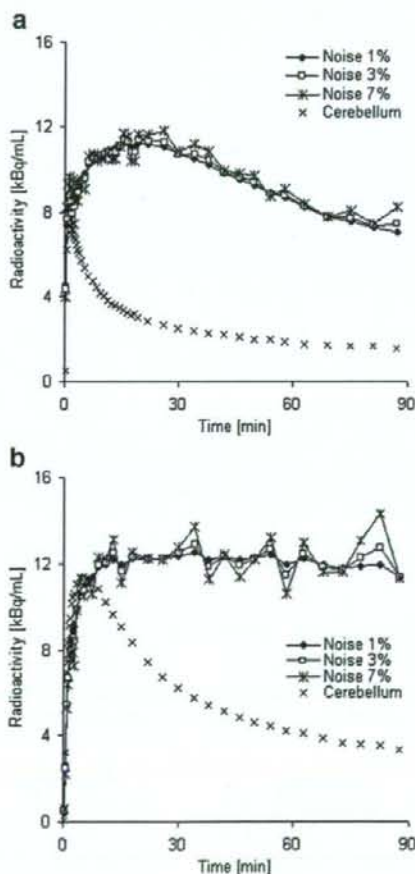 a
16
12
8
4
0
Radioactivity [kBq/mL]
Noise 1%
Noise 3%
Noise 7%
Cerebellum
0 30 60 90
Time [min]
b
16
12
8
4
0
Radioactivity [kBq/mL]
Noise 1%
Noise 3%
Noise 7%
Cerebellum
0 30 60 90
Time [min]